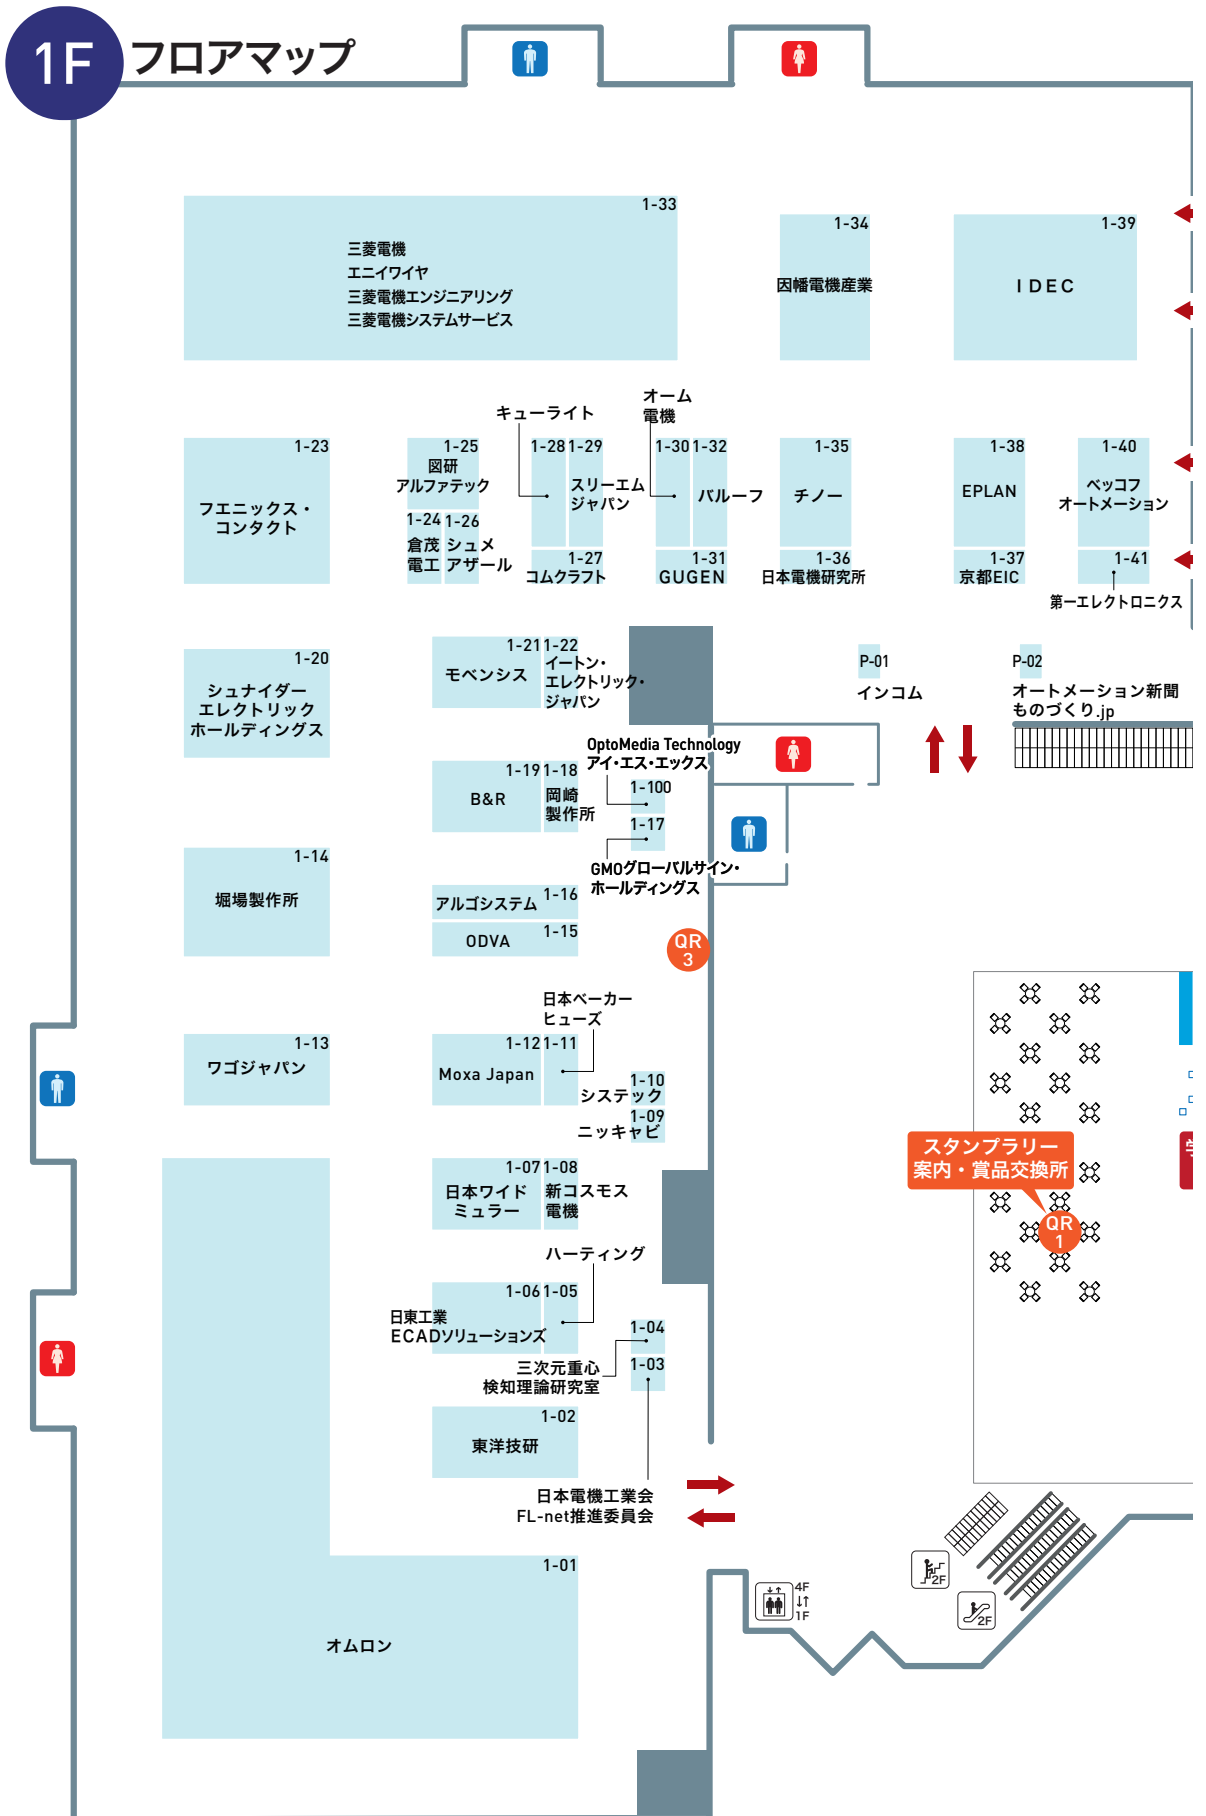 1F フロアマップ
1-33
三菱電機
エニイワイヤ
三菱電機エンジニアリング
三菱電機システムサービス
1-34
因幡電機産業
1-39
IDEC
キューライト
オーム
電機
1-23
フエニックス・
コンタクト
1-25
図研
アルファテック
1-24
倉茂
電工
1-26
シュメ
アザール
1-28
1-29
スリーエム
ジャパン
1-27
コムクラフト
1-30
1-32
バルーフ
1-31
GUGEN
1-35
チノー
1-36
日本電機研究所
1-38
EPLAN
1-37
京都EIC
1-40
ベッコフ
オートメーション
1-41
第一エレクトロニクス
1-20
シュナイダー
エレクトリック
ホールディングス
1-21
モベンシス
1-22
イートン・
エレクトリック・
ジャパン
P-01
インコム
P-02
オートメーション新聞
ものづくり.jp
OptoMedia Technology
アイ・エス・エックス
1-100
1-19
B&R
1-18
岡崎
製作所
1-17
GMOグローバルサイン・
ホールディングス
1-14
堀場製作所
1-16
アルゴシステム
1-15
ODVA
QR
3
日本ベーカー
ヒューズ
1-13
ワゴジャパン
1-12
Moxa Japan
1-11
1-10
システック
1-09
ニッキャビ
スタンプラリー
案内・賞品交換所
QR
1
1-07
日本ワイド
ミュラー
1-08
新コスモス
電機
ハーティング
1-06
日東工業
ECADソリューションズ
1-05
1-04
三次元重心
検知理論研究室
1-03
1-02
東洋技研
日本電機工業会
FL-net推進委員会
1-01
オムロン
2F
2F
4F
↓↑
1F